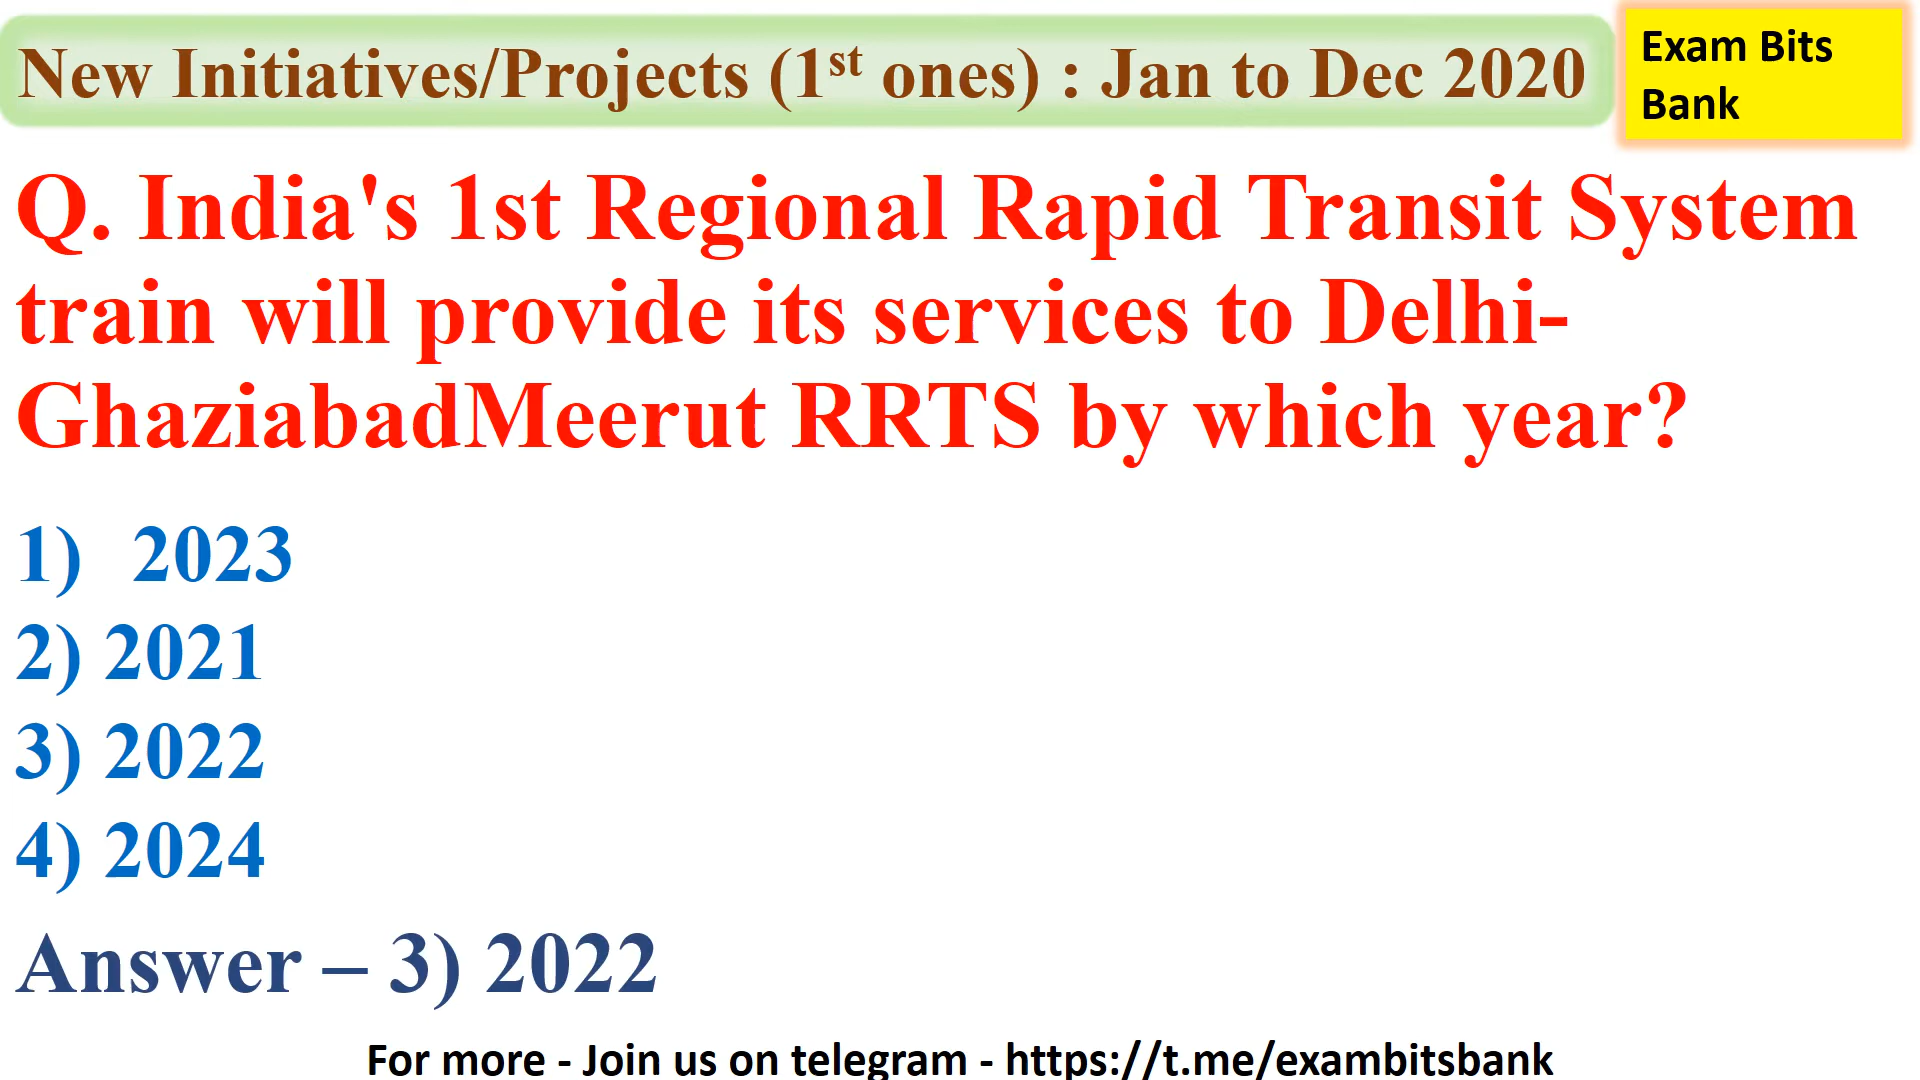 New Initiatives/Projects (1st ones) : Jan to Dec 2020
Exam Bits
Bank
Q. India's 1st Regional Rapid Transit System
train will provide its services to Delhi-
GhaziabadMeerut RRTS by which year?
1) 2023
2) 2021
3) 2022
4) 2024
Answer – 3) 2022
For more - Join us on telegram - https://t.me/exambitsbank